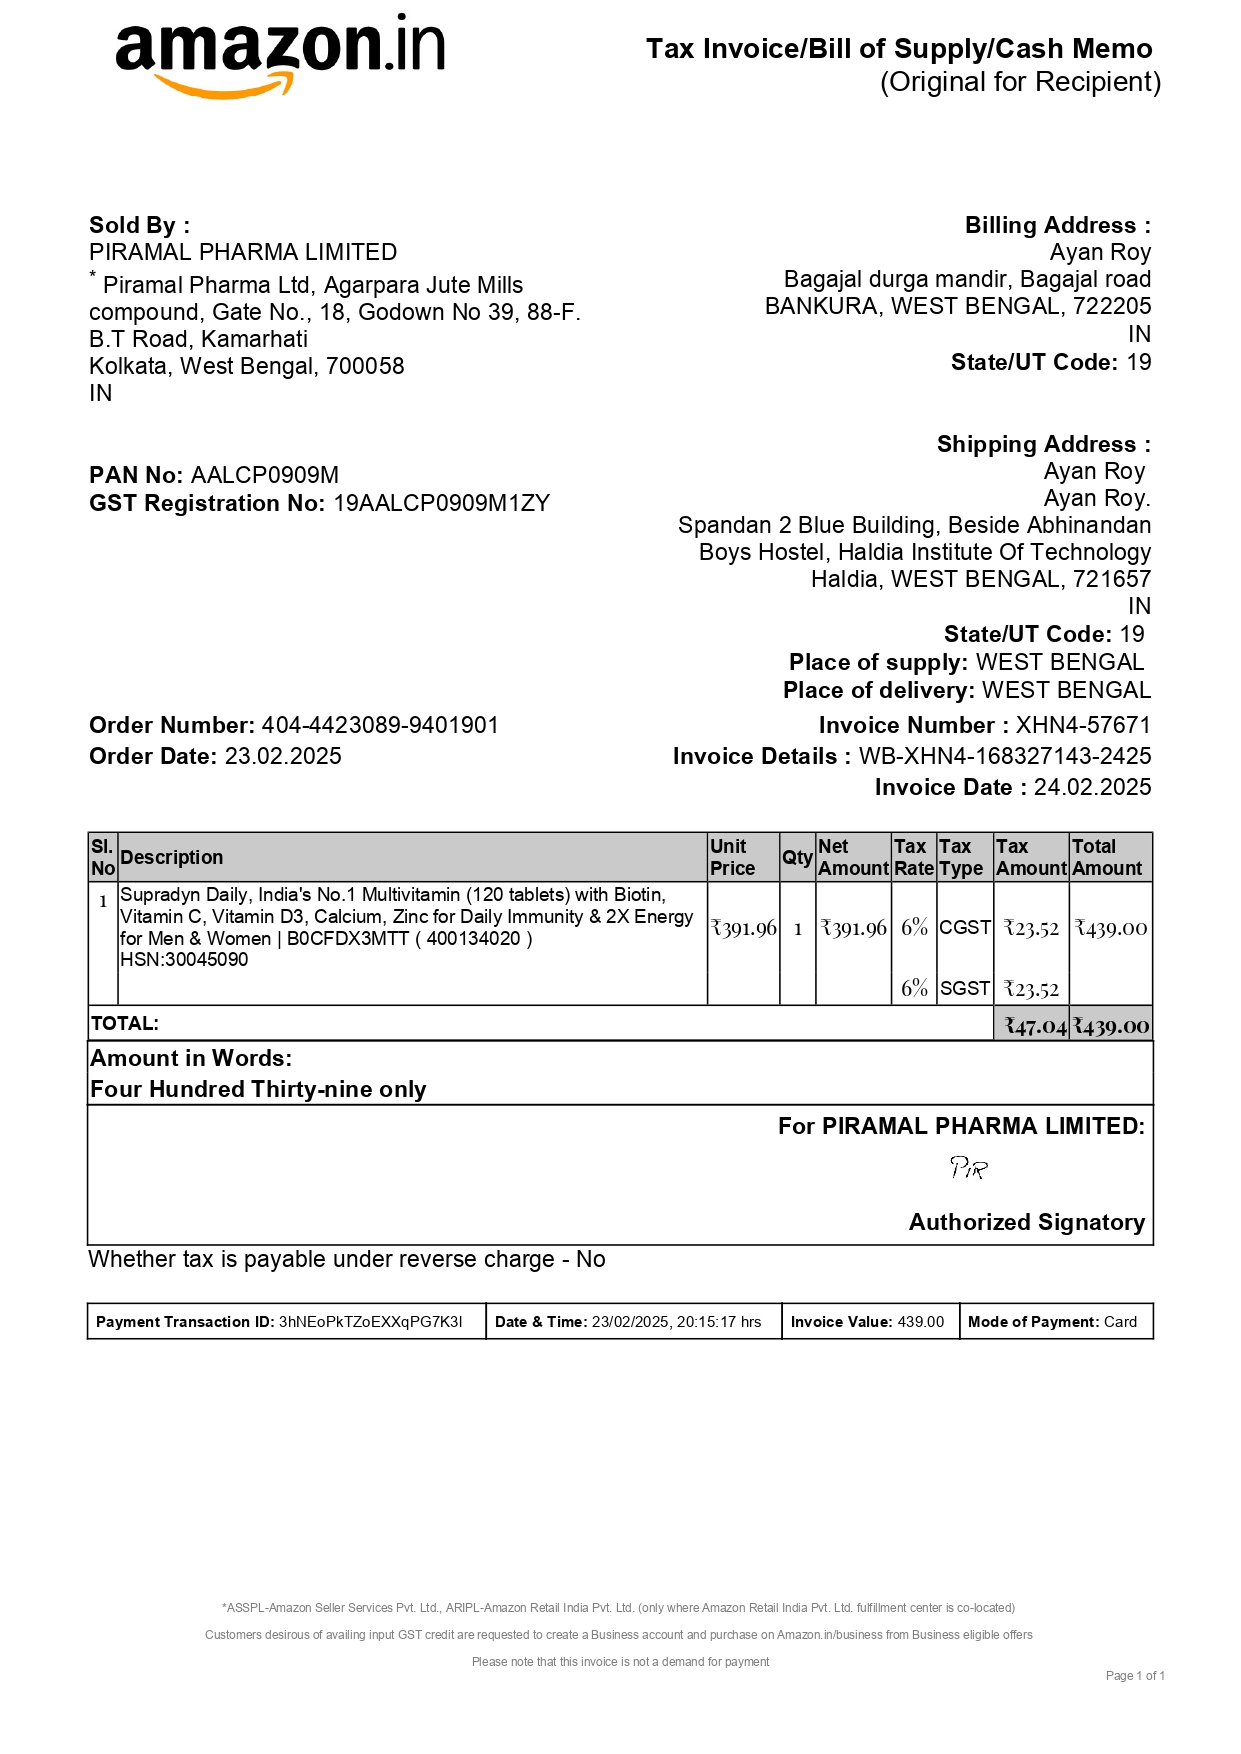 amazon.in
Tax Invoice/Bill of Supply/Cash Memo
(Original for Recipient)
Sold By :
PIRAMAL PHARMA LIMITED
* Piramal Pharma Ltd, Agarpara Jute Mills
compound, Gate No., 18, Godown No 39, 88-F.
B.T Road, Kamarhati
Kolkata, West Bengal, 700058
IN
PAN No: AALCP0909M
GST Registration No: 19AALCP0909M1ZY
Billing Address :
Ayan Roy
Bagajal durga mandir, Bagajal road
BANKURA, WEST BENGAL, 722205
IN
State/UT Code: 19
Shipping Address :
Ayan Roy
Ayan Roy.
Spandan 2 Blue Building, Beside Abhinandan
Boys Hostel, Haldia Institute Of Technology
Haldia, WEST BENGAL, 721657
IN
State/UT Code: 19
Place of supply: WEST BENGAL
Place of delivery: WEST BENGAL
Order Number: 404-4423089-9401901
Order Date: 23.02.2025
Invoice Number : XHN4-57671
Invoice Details : WB-XHN4-168327143-2425
Invoice Date : 24.02.2025
Sl. No Description Unit Price Qty Net Amount Tax Rate Tax Type Tax Amount Total Amount
1 Supradyn Daily, India's No.1 Multivitamin (120 tablets) with Biotin,
Vitamin C, Vitamin D3, Calcium, Zinc for Daily Immunity & 2X Energy ₹391.96 1 ₹391.96 6% CGST ₹23.52 ₹439.00
for Men & Women | B0CFDX3MTT ( 400134020 )
HSN:30045090
6% SGST ₹23.52
TOTAL: ₹47.04 ₹439.00
Amount in Words:
Four Hundred Thirty-nine only
For PIRAMAL PHARMA LIMITED:
PIR
Authorized Signatory
Whether tax is payable under reverse charge - No
Payment Transaction ID: 3hNEoPkTZoEXXqPG7K3l Date & Time: 23/02/2025, 20:15:17 hrs Invoice Value: 439.00 Mode of Payment: Card
*ASSPL-Amazon Seller Services Pvt. Ltd., ARIPL-Amazon Retail India Pvt. Ltd. (only where Amazon Retail India Pvt. Ltd. fulfillment center is co-located)
Customers desirous of availing input GST credit are requested to create a Business account and purchase on Amazon.in/business from Business eligible offers
Please note that this invoice is not a demand for payment
Page 1 of 1